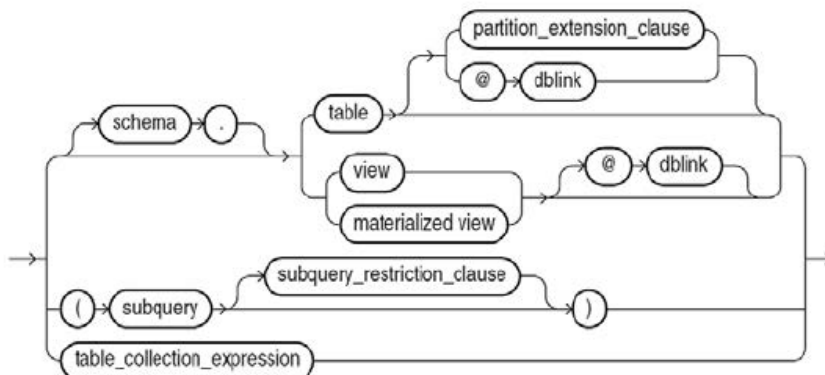 partition_extension_clause
@ dblink
table
schema .
view
@ dblink
materialized view
subquery_restriction_clause
( subquery )
table_collection_expression